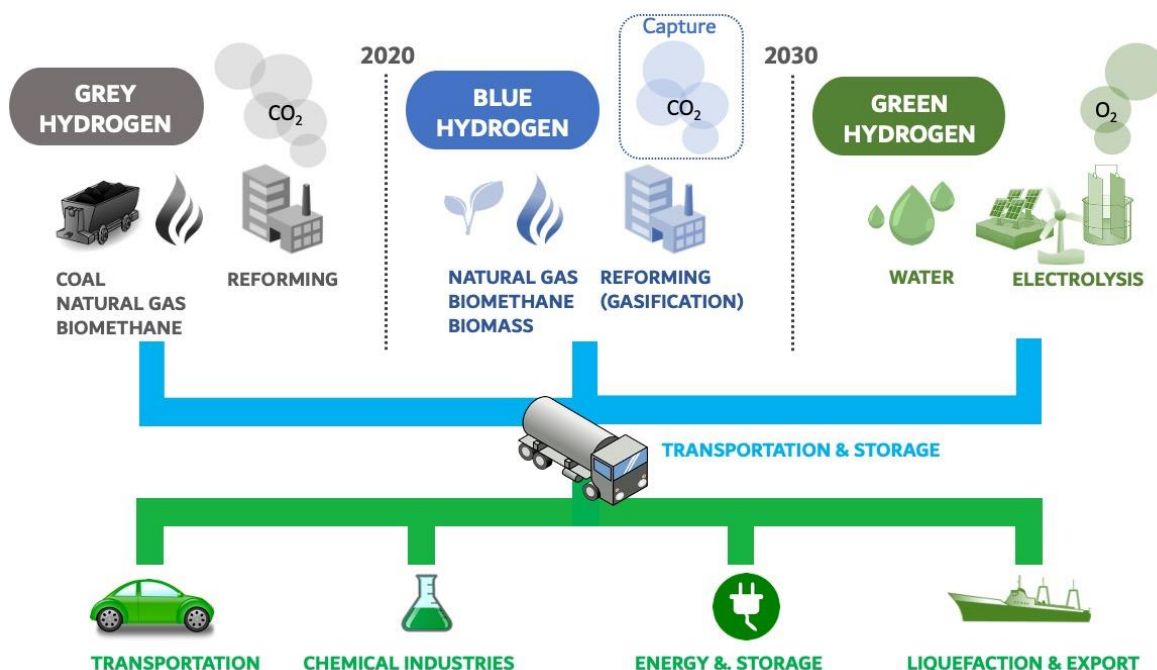 Capture
2020
2030
GREY
HYDROGEN
CO₂
BLUE
HYDROGEN
CO₂
GREEN
HYDROGEN
O₂
COAL
NATURAL GAS
BIOMETHANE
REFORMING
NATURAL GAS
BIOMETHANE
BIOMASS
REFORMING
(GASIFICATION)
WATER
ELECTROLYSIS
TRANSPORTATION & STORAGE
TRANSPORTATION
CHEMICAL INDUSTRIES
ENERGY &. STORAGE
LIQUEFACTION & EXPORT